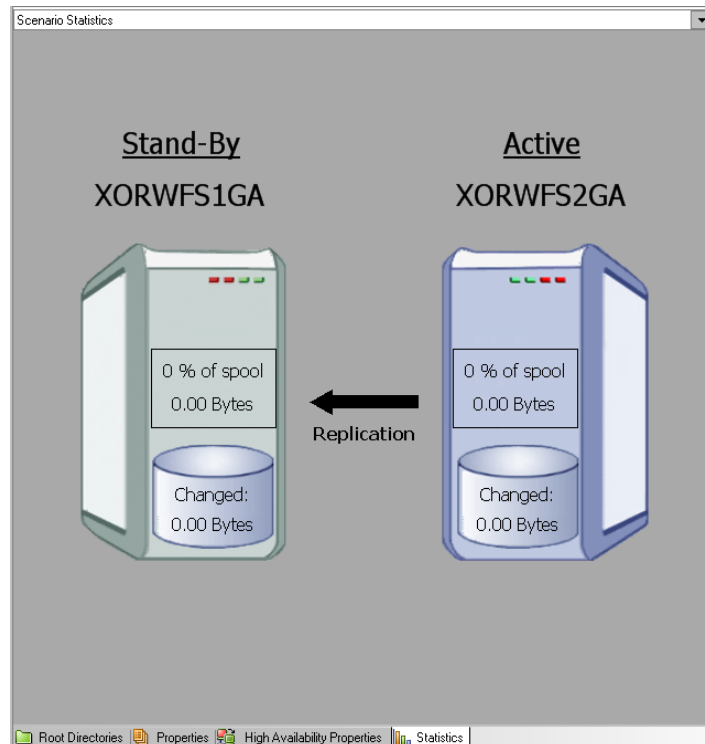 Scenario Statistics
Stand-By
XORWFS1GA
Active
XORWFS2GA
0 % of spool
0.00 Bytes
0 % of spool
0.00 Bytes
Replication
Changed:
0.00 Bytes
Changed:
0.00 Bytes
Root Directories Properties High Availability Properties Statistics